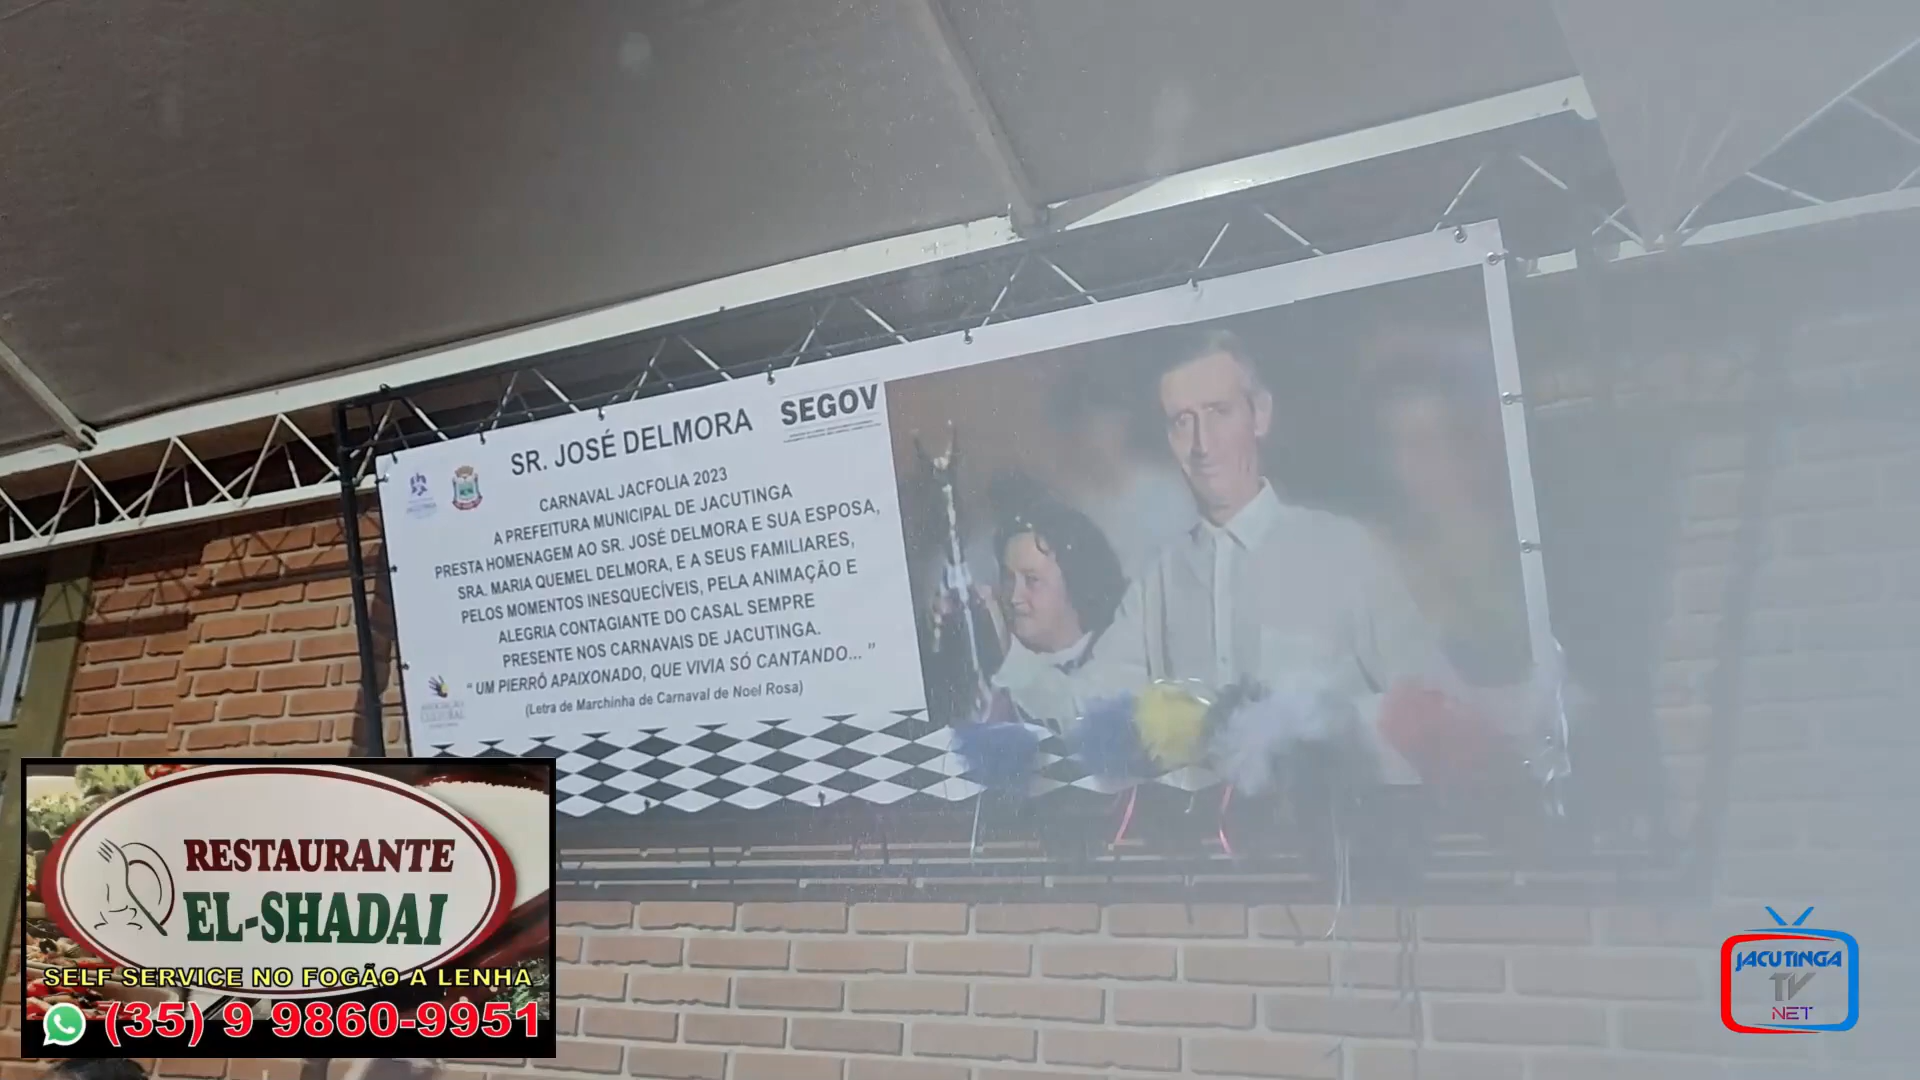 SR. JOSÉ DELMORA
SEGOV
CARNAVAL JACFOLIA 2023
A PREFEITURA MUNICIPAL DE JACUTINGA
PRESTA HOMENAGEM AO SR. JOSÉ DELMORA E SUA ESPOSA,
SRA. MARIA QUEMEL DELMORA, E A SEUS FAMILIARES,
PELOS MOMENTOS INESQUECÍVEIS, PELA ANIMAÇÃO E
ALEGRIA CONTAGIANTE DO CASAL SEMPRE
PRESENTE NOS CARNAVAIS DE JACUTINGA.
“ UM PIERRÔ APAIXONADO, QUE VIVIA SÓ CANTANDO... ”
(Letra de Marchinha de Carnaval de Noel Rosa)
RESTAURANTE
EL-SHADAI
SELF SERVICE NO FOGÃO A LENHA
(35) 9 9860-9951
JACUTINGA
TV
NET